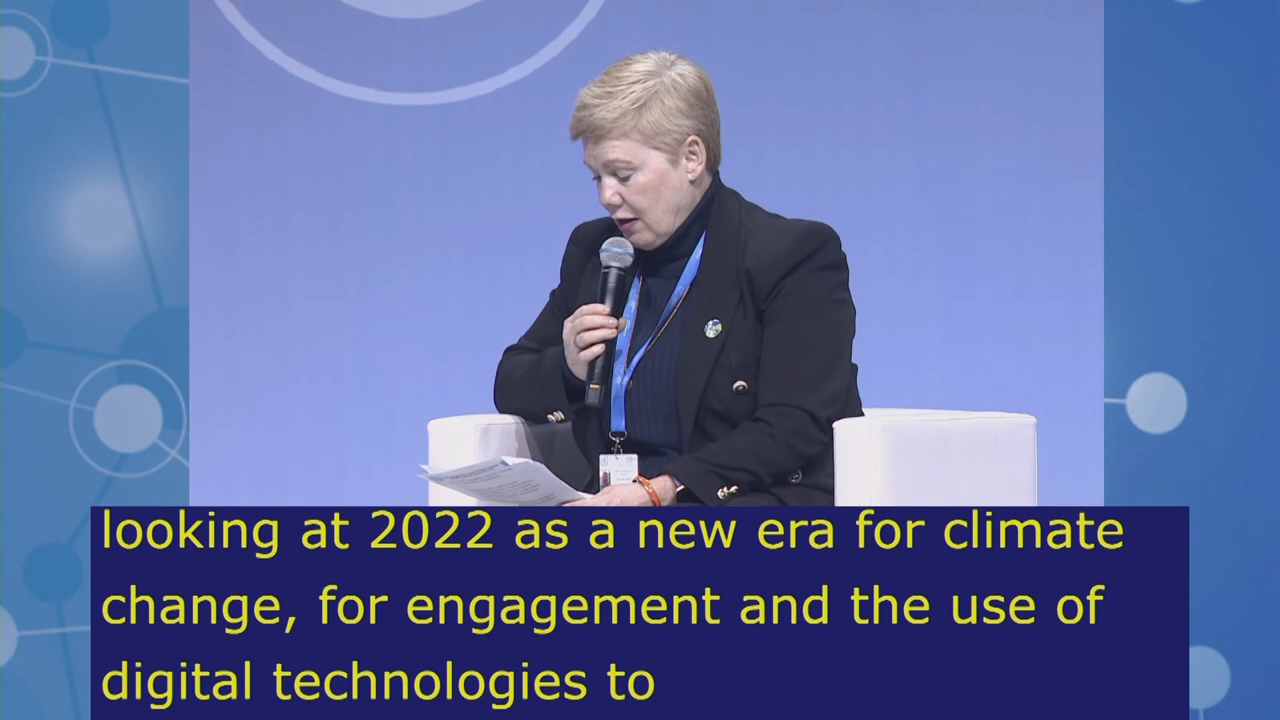 looking at 2022 as a new era for climate
change, for engagement and the use of
digital technologies to